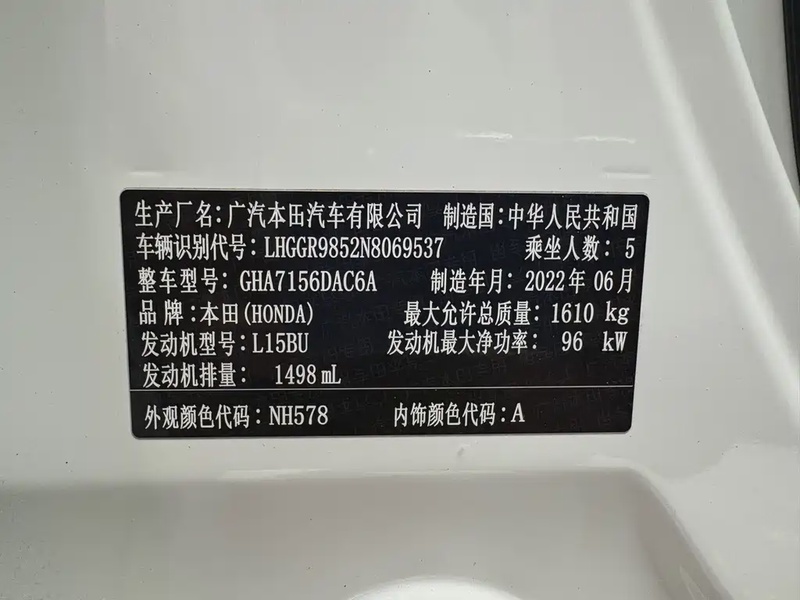 生产厂名:广汽本田汽车有限公司 制造国:中华人民共和国
车辆识别代号:LHGGR9852N8069537 乘坐人数:5
整车型号:GHA7156DAC6A 制造年月:2022年06月
品牌:本田(HONDA) 最大允许总质量:1610 kg
发动机型号:L15BU 发动机最大净功率: 96 kW
发动机排量: 1498mL
外观颜色代码:NH578 内饰颜色代码:A